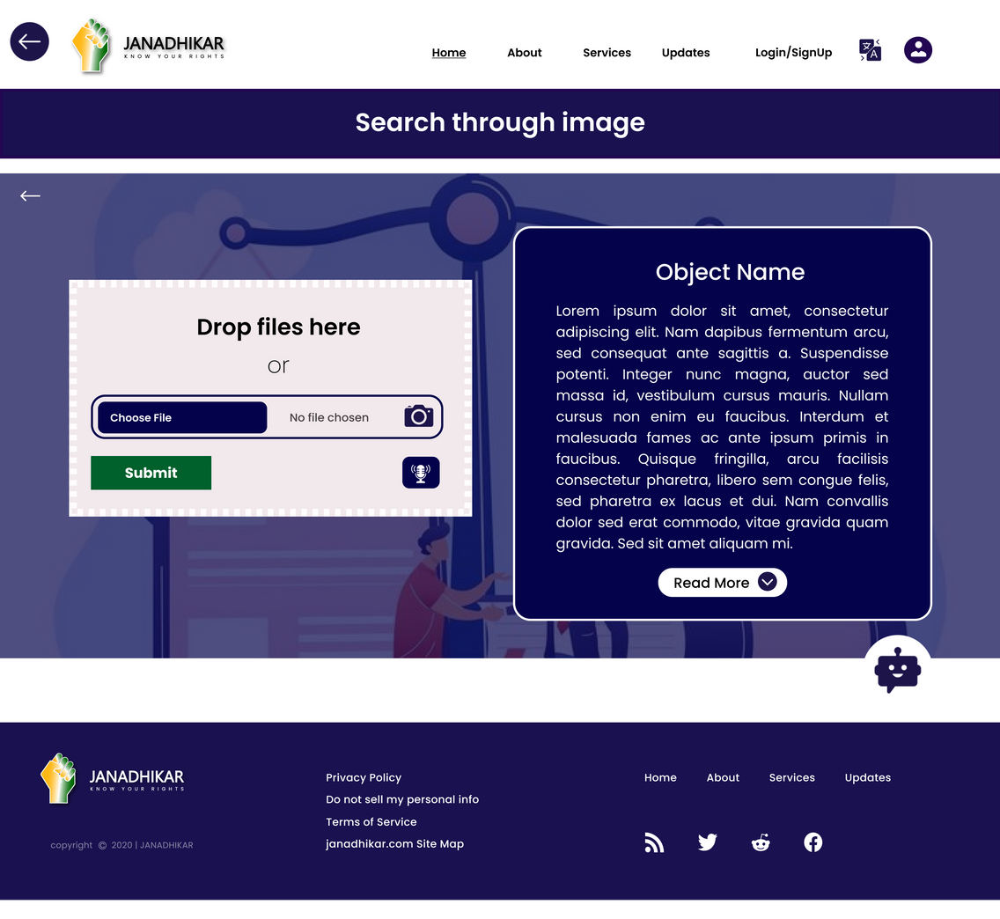 JANADHIKAR
KNOW YOUR RIGHTS
Home About Services Updates Login/SignUp
文 A
Search through image
Drop files here
or
Choose File No file chosen
Submit
Object Name
Lorem ipsum dolor sit amet, consectetur
adipiscing elit. Nam dapibus fermentum arcu,
sed consequat ante sagittis a. Suspendisse
potenti. Integer nunc magna, auctor sed
massa id, vestibulum cursus mauris. Nullam
cursus non enim eu faucibus. Interdum et
malesuada fames ac ante ipsum primis in
faucibus. Quisque fringilla, arcu facilisis
consectetur pharetra, libero sem congue felis,
sed pharetra ex lacus et dui. Nam convallis
dolor sed erat commodo, vitae gravida quam
gravida. Sed sit amet aliquam mi.
Read More
JANADHIKAR
KNOW YOUR RIGHTS
copyright © 2020 | JANADHIKAR
Privacy Policy
Do not sell my personal info
Terms of Service
janadhikar.com Site Map
Home About Services Updates